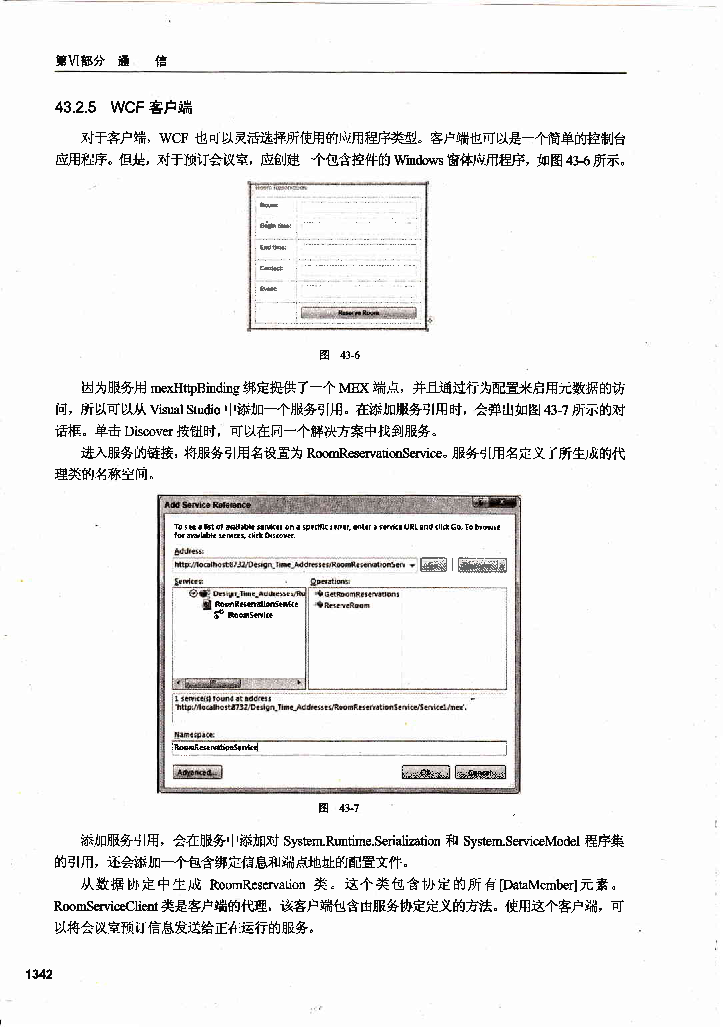 第VI部分 通 信
43.2.5 WCF 客户端
对于客户端，WCF 也可以灵活选择所使用的应用程序类型。客户端也可以是一个简单的控制台
应用程序。但是，对于预订会议室，应创建一个包含控件的 Windows 窗体应用程序，如图 43-6 所示。
Room Reservation
Room:
Begin time:
End time:
Contact:
Event:
Reserve Room
图 43-6
因为服务用 mexHttpBinding 绑定提供了一个 MEX 端点，并且通过行为配置来启用元数据的访
问，所以可以从 Visual Studio 中添加一个服务引用。在添加服务引用时，会弹出如图 43-7 所示的对
话框。单击 Discover 按钮时，可以在同一个解决方案中找到服务。
进入服务的链接，将服务引用名设置为 RoomReservationService。服务引用名定义了所生成的代
理类的名称空间。
Add Service Reference
To see a list of available services on a specific server, enter a service URL and click Go. To browse
for available services, click Discover.
Address:
http://localhost:8732/Design_Time_Addresses/RoomReservationServ
Services:
Operations:
Design_Time_Addresses/Ro
GetRoomReservations
RoomReservationService
ReserveRoom
IRoomService
1 service(s) found at address
'http://localhost:8732/Design_Time_Addresses/RoomReservationService/Service1/mex'.
Namespace:
RoomReservationService
Advanced...
OK
Cancel
图 43-7
添加服务引用，会在服务中添加对 System.Runtime.Serialization 和 System.ServiceModel 程序集
的引用，还会添加一个包含绑定信息和端点地址的配置文件。
从数据协定中生成 RoomReservation 类。这个类包含协定的所有[DataMember]元素。
RoomServiceClient 类是客户端的代理，该客户端包含由服务协定定义的方法。使用这个客户端，可
以将会议室预订信息发送给正在运行的服务。
1342